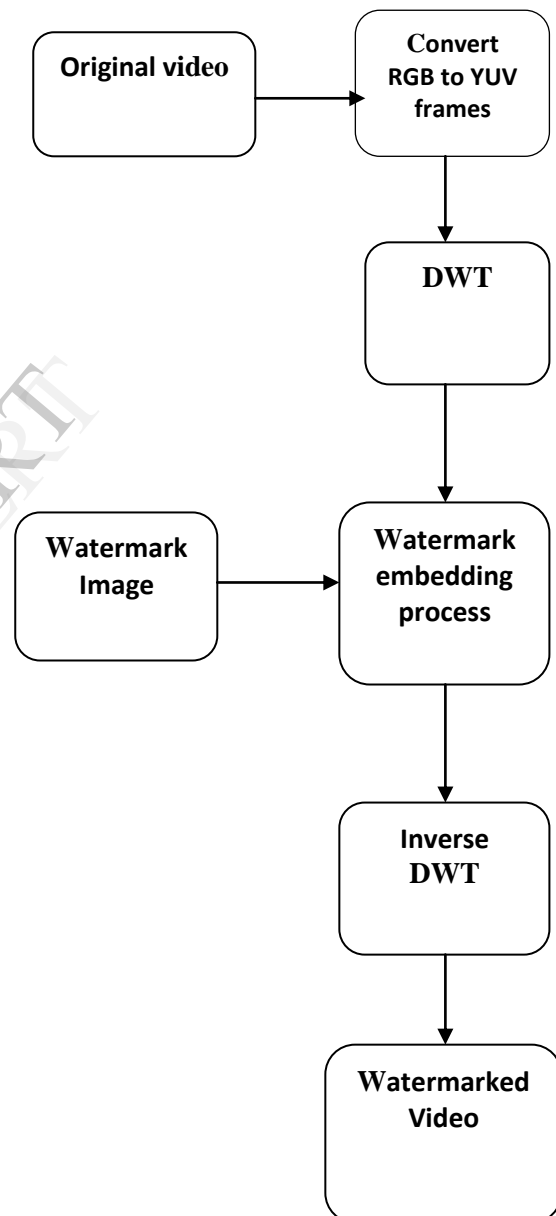 Original video
Convert
RGB to YUV
frames
DWT
Watermark
Image
Watermark
embedding
process
Inverse
DWT
Watermarked
Video